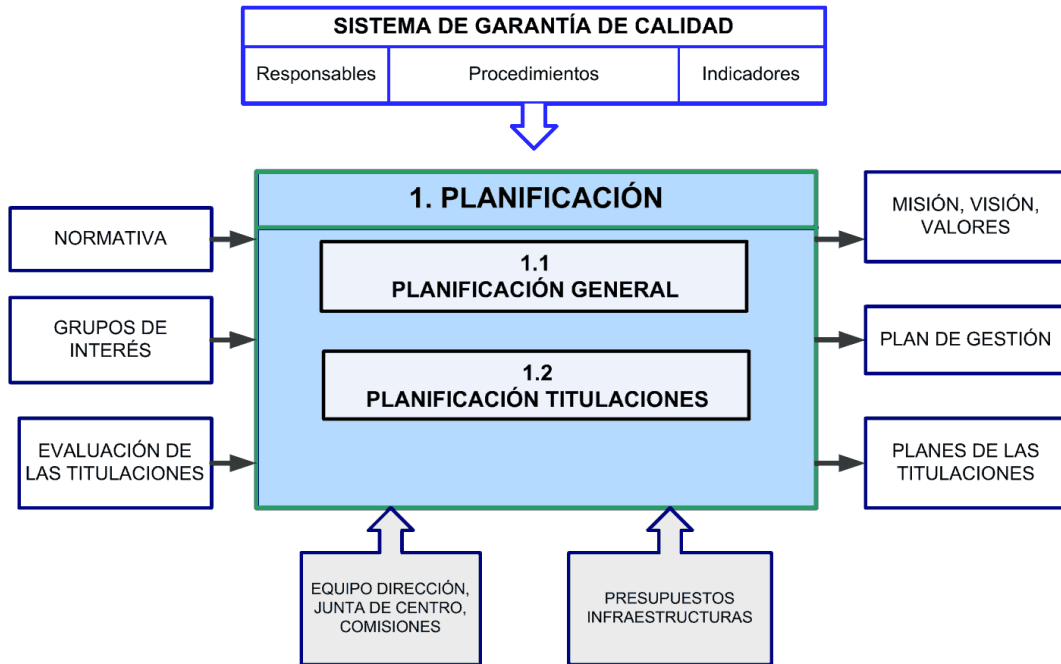 SISTEMA DE GARANTÍA DE CALIDAD
Responsables
Procedimientos
Indicadores
1. PLANIFICACIÓN
1.1
PLANIFICACIÓN GENERAL
1.2
PLANIFICACIÓN TITULACIONES
NORMATIVA
GRUPOS DE
INTERÉS
EVALUACIÓN DE
LAS TITULACIONES
MISIÓN, VISIÓN,
VALORES
PLAN DE GESTIÓN
PLANES DE LAS
TITULACIONES
EQUIPO DIRECCIÓN,
JUNTA DE CENTRO,
COMISIONES
PRESUPUESTOS
INFRAESTRUCTURAS